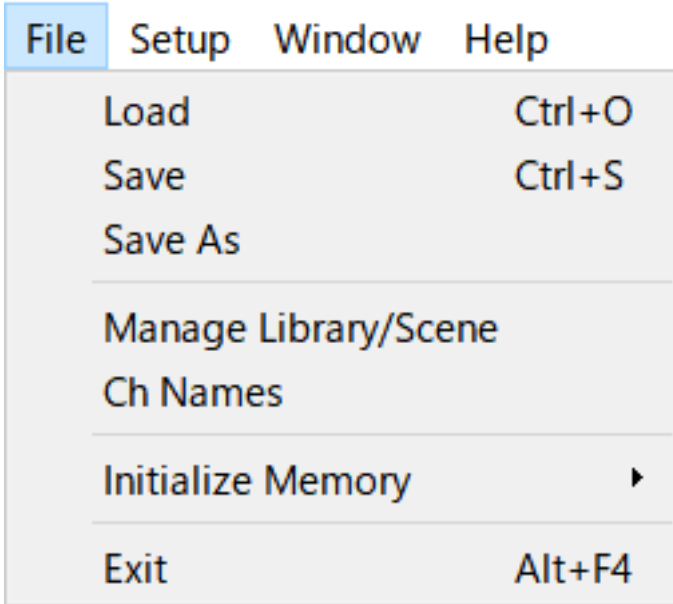 File Setup Window Help
Load Ctrl+O
Save Ctrl+S
Save As
Manage Library/Scene
Ch Names
Initialize Memory
Exit Alt+F4